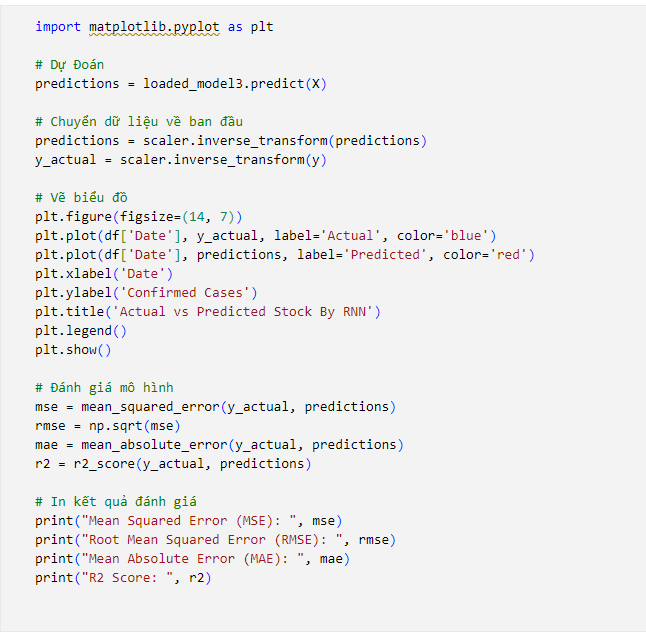 import matplotlib.pyplot as plt
# Dự Đoán
predictions = loaded_model3.predict(X)
# Chuyển dữ liệu về ban đầu
predictions = scaler.inverse_transform(predictions)
y_actual = scaler.inverse_transform(y)
# Vẽ biểu đồ
plt.figure(figsize=(14, 7))
plt.plot(df['Date'], y_actual, label='Actual', color='blue')
plt.plot(df['Date'], predictions, label='Predicted', color='red')
plt.xlabel('Date')
plt.ylabel('Confirmed Cases')
plt.title('Actual vs Predicted Stock By RNN')
plt.legend()
plt.show()
# Đánh giá mô hình
mse = mean_squared_error(y_actual, predictions)
rmse = np.sqrt(mse)
mae = mean_absolute_error(y_actual, predictions)
r2 = r2_score(y_actual, predictions)
# In kết quả đánh giá
print("Mean Squared Error (MSE): ", mse)
print("Root Mean Squared Error (RMSE): ", rmse)
print("Mean Absolute Error (MAE): ", mae)
print("R2 Score: ", r2)